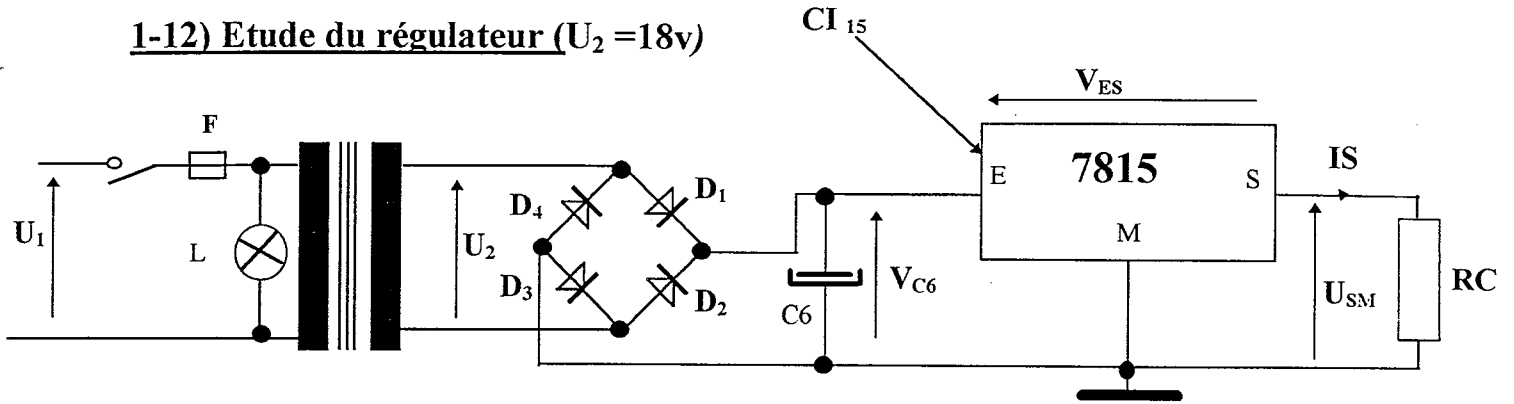 1-12) Etude du régulateur (U2 =18v)
CI 15
VES
F
7815
IS
E
S
D4
D1
U1
L
U2
M
D3
D2
C6
VC6
USM
RC